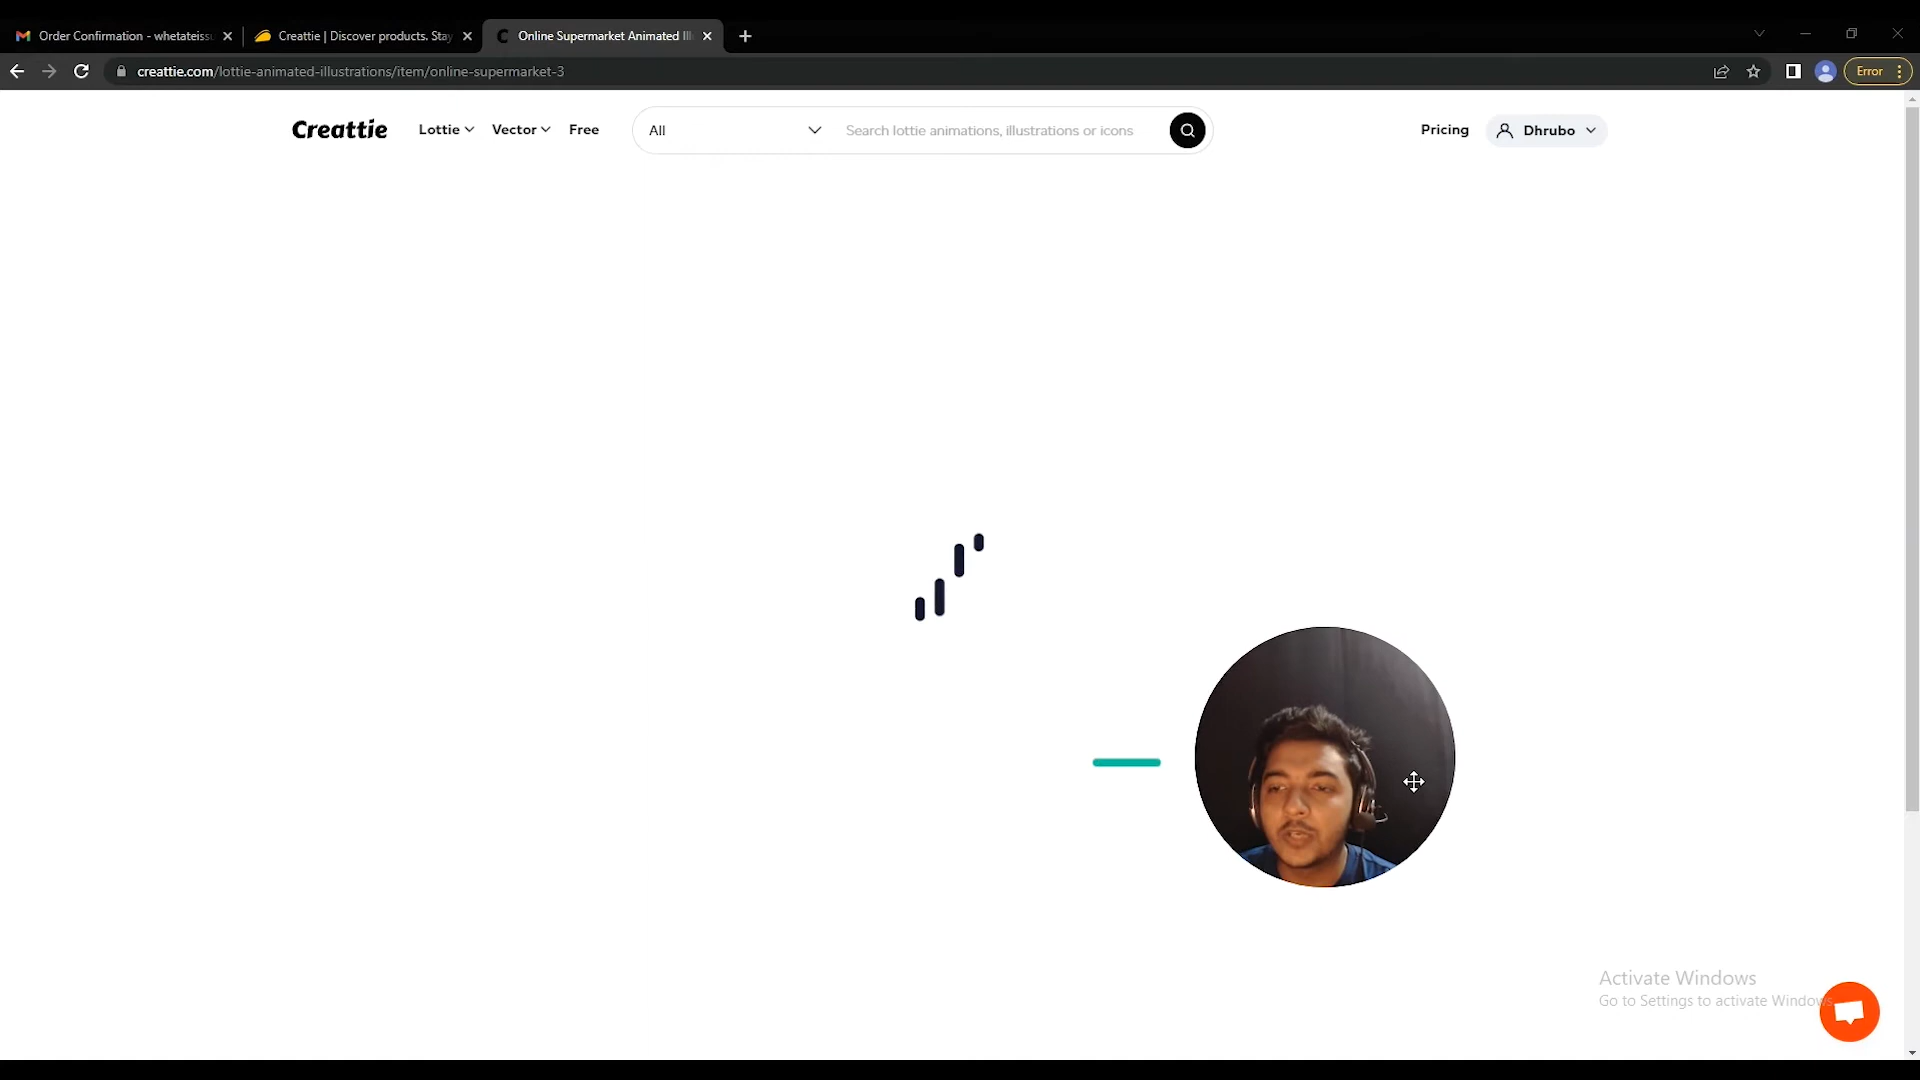 Order Confirmation - whetateissu
Creattie | Discover products. Stay
Online Supermarket Animated Ill
creattie.com/lottie-animated-illustrations/item/online-supermarket-3
Error
Creattie
Lottie
Vector
Free
All
Search lottie animations, illustrations or icons
Pricing
Dhrubo
Activate Windows
Go to Settings to activate Windows